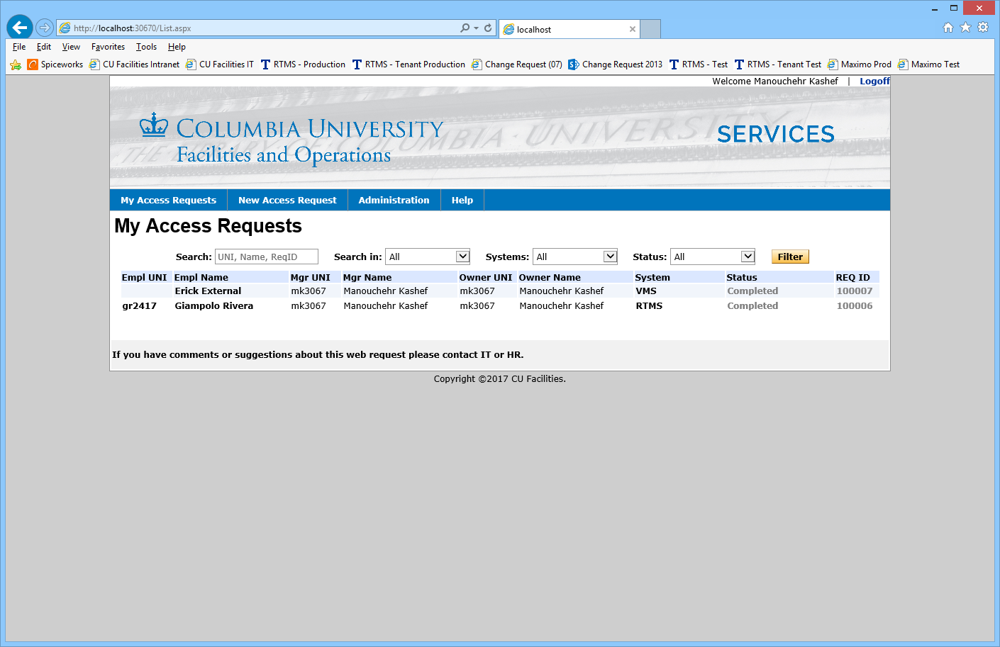 http://localhost:30670/List.aspx
localhost
File Edit View Favorites Tools Help
Spiceworks CU Facilities Intranet CU Facilities IT RTMS - Production RTMS - Tenant Production Change Request (07) Change Request 2013 RTMS - Test RTMS - Tenant Test Maximo Prod Maximo Test
Welcome Manouchehr Kashef | Logoff
THE LIBRARY OF COLUMBIA UNIVERSITY
COLUMBIA UNIVERSITY
Facilities and Operations
SERVICES
My Access Requests New Access Request Administration Help
My Access Requests
Search: UNI, Name, ReqID Search in: All Systems: All Status: All Filter
Empl UNI Empl Name Mgr UNI Mgr Name Owner UNI Owner Name System Status REQ ID
Erick External mk3067 Manouchehr Kashef mk3067 Manouchehr Kashef VMS Completed 100007
gr2417 Giampolo Rivera mk3067 Manouchehr Kashef mk3067 Manouchehr Kashef RTMS Completed 100006
If you have comments or suggestions about this web request please contact IT or HR.
Copyright ©2017 CU Facilities.